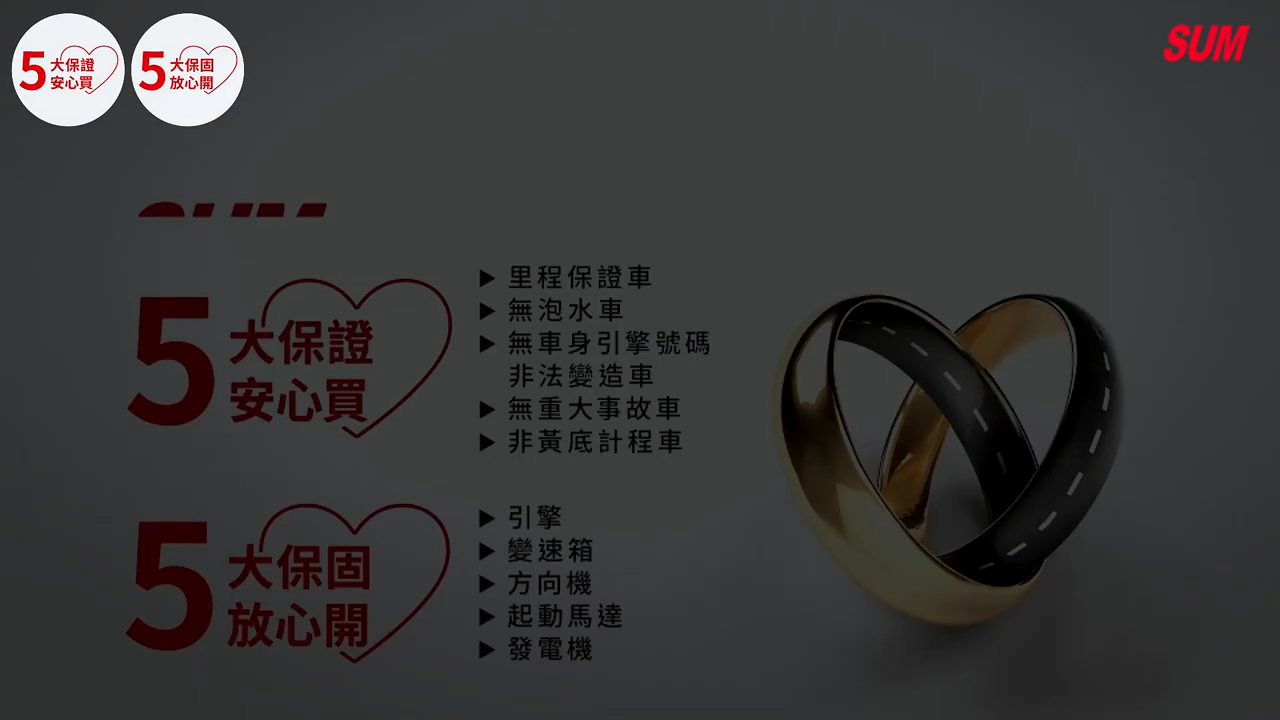 5 大保證
安心買
5 大保固
放心開
SUM
5 大保證
安心買
▶ 里程保證車
▶ 無泡水車
▶ 無車身引擎號碼
非法變造車
▶ 無重大事故車
▶ 非黃底計程車
5 大保固
放心開
▶ 引擎
▶ 變速箱
▶ 方向機
▶ 起動馬達
▶ 發電機